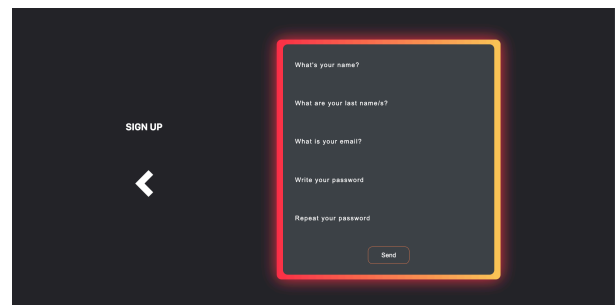 SIGN UP
What's your name?
What are your last name/s?
What is your email?
Write your password
Repeat your password
Send